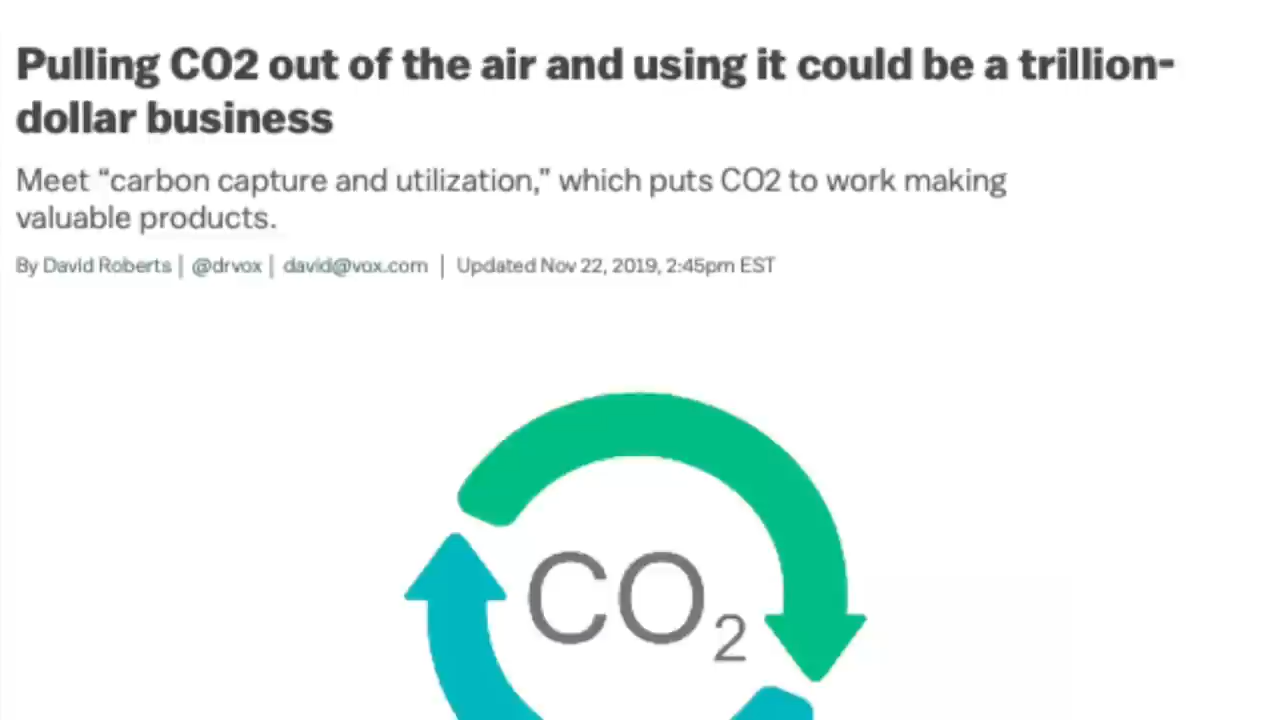 Pulling CO2 out of the air and using it could be a trillion-
dollar business
Meet “carbon capture and utilization,” which puts CO2 to work making
valuable products.
By David Roberts | @drvox | david@vox.com | Updated Nov 22, 2019, 2:45pm EST
CO₂